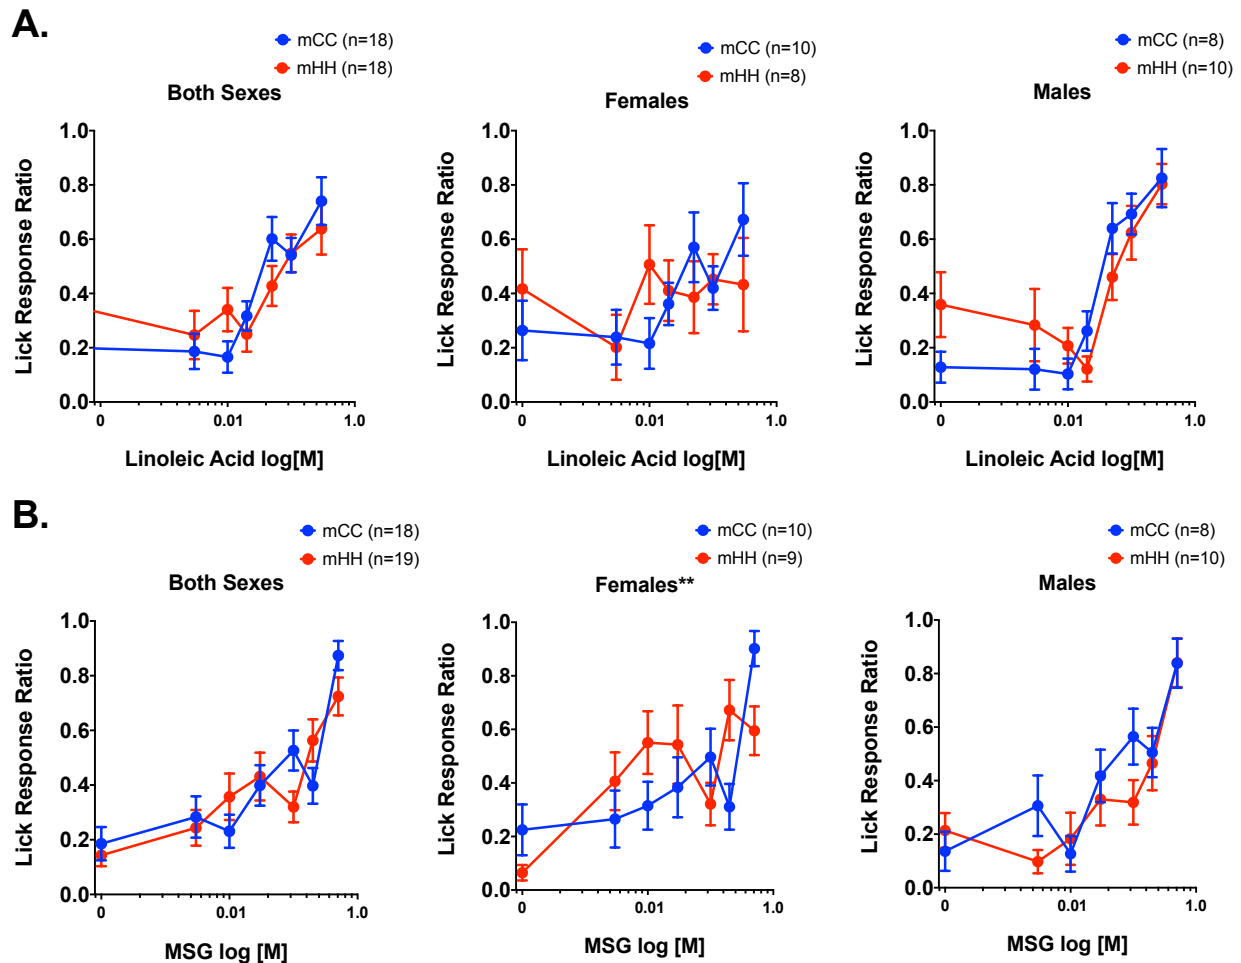 A.
mCC (n=18)
mHH (n=18)
Both Sexes
Lick Response Ratio
1.0
0.8
0.6
0.4
0.2
0.0
0
0.01
1.0
Linoleic Acid log[M]
mCC (n=10)
mHH (n=8)
Females
Lick Response Ratio
1.0
0.8
0.6
0.4
0.2
0.0
0
0.01
1.0
Linoleic Acid log[M]
mCC (n=8)
mHH (n=10)
Males
Lick Response Ratio
1.0
0.8
0.6
0.4
0.2
0.0
0
0.01
1.0
Linoleic Acid log[M]
B.
mCC (n=18)
mHH (n=19)
Both Sexes
Lick Response Ratio
1.0
0.8
0.6
0.4
0.2
0.0
0
0.01
1.0
MSG log [M]
mCC (n=10)
mHH (n=9)
Females**
Lick Response Ratio
1.0
0.8
0.6
0.4
0.2
0.0
0
0.01
1.0
MSG log [M]
mCC (n=8)
mHH (n=10)
Males
Lick Response Ratio
1.0
0.8
0.6
0.4
0.2
0.0
0
0.01
1.0
MSG log [M]